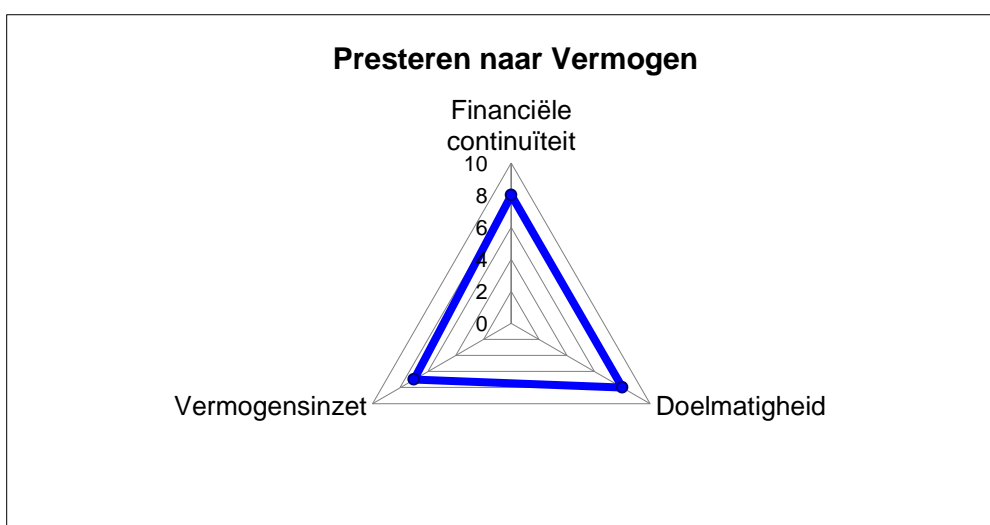 Presteren naar Vermogen
Financiële
continuïteit
10
8
6
4
2
0
Vermogensinzet
Doelmatigheid